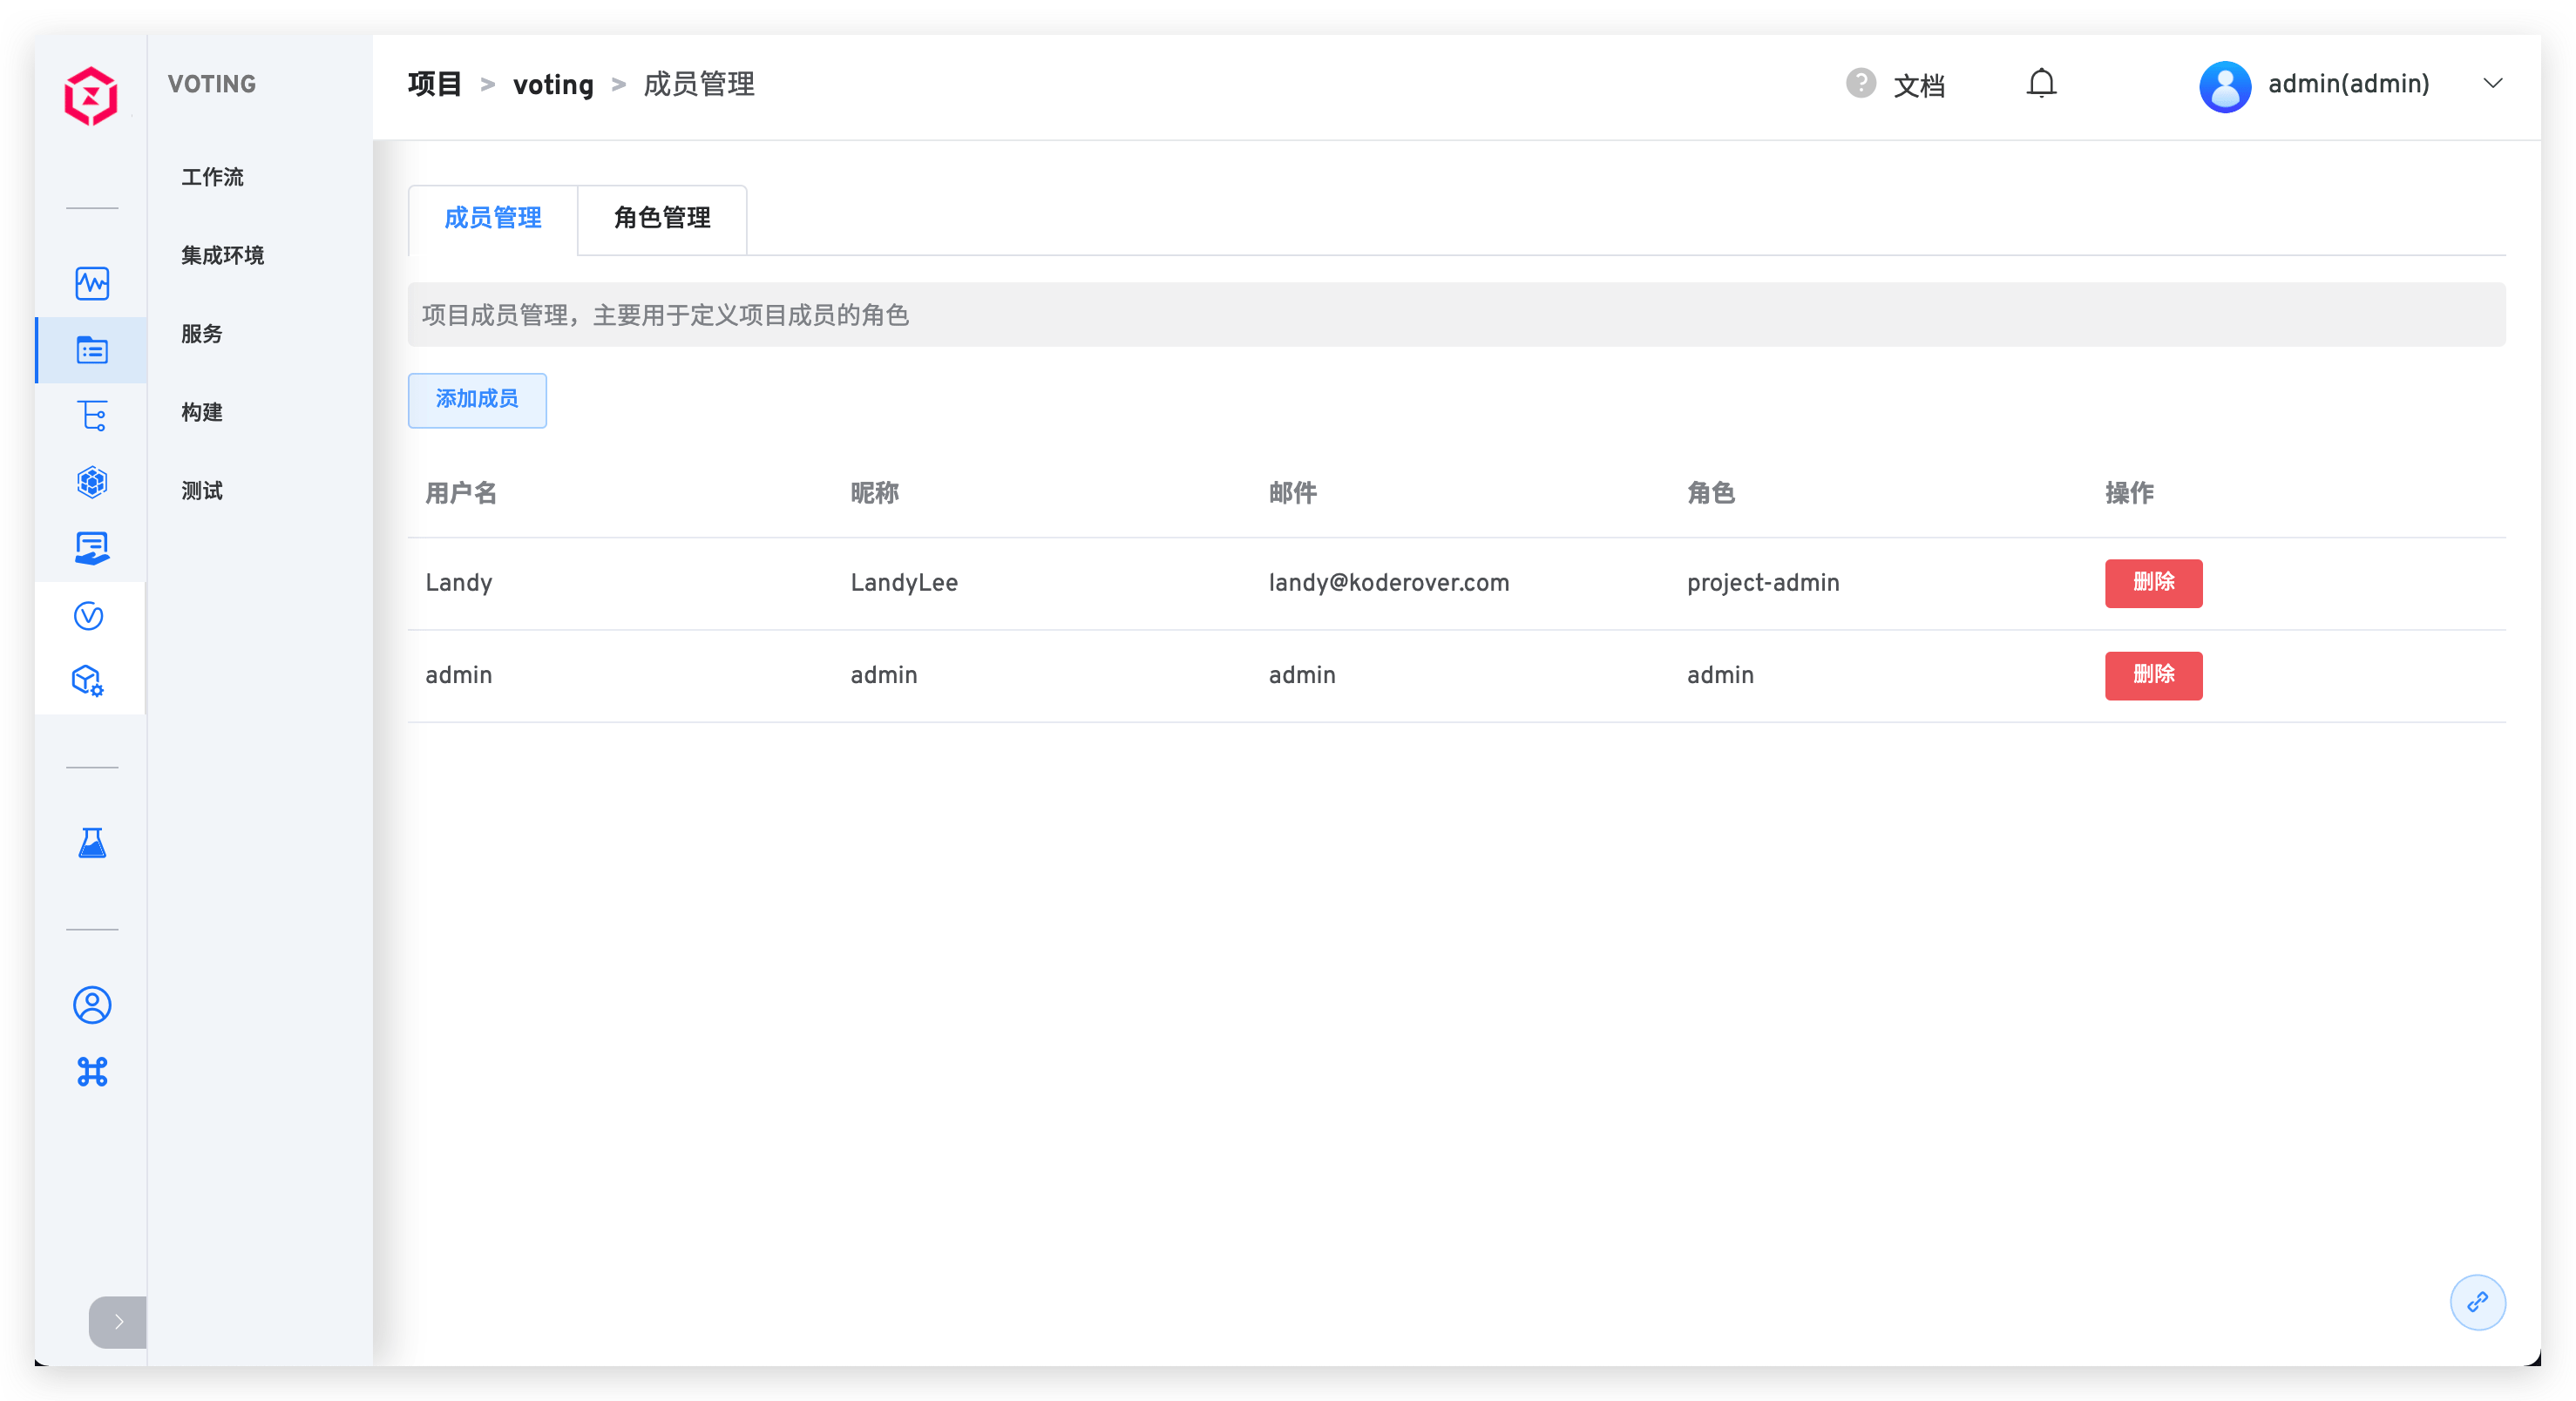 VOTING
工作流
集成环境
服务
构建
测试
项目 > voting > 成员管理
文档
admin(admin)
成员管理 角色管理
项目成员管理，主要用于定义项目成员的角色
添加成员
用户名 昵称 邮件 角色 操作
Landy LandyLee landy@koderover.com project-admin 删除
admin admin admin admin 删除